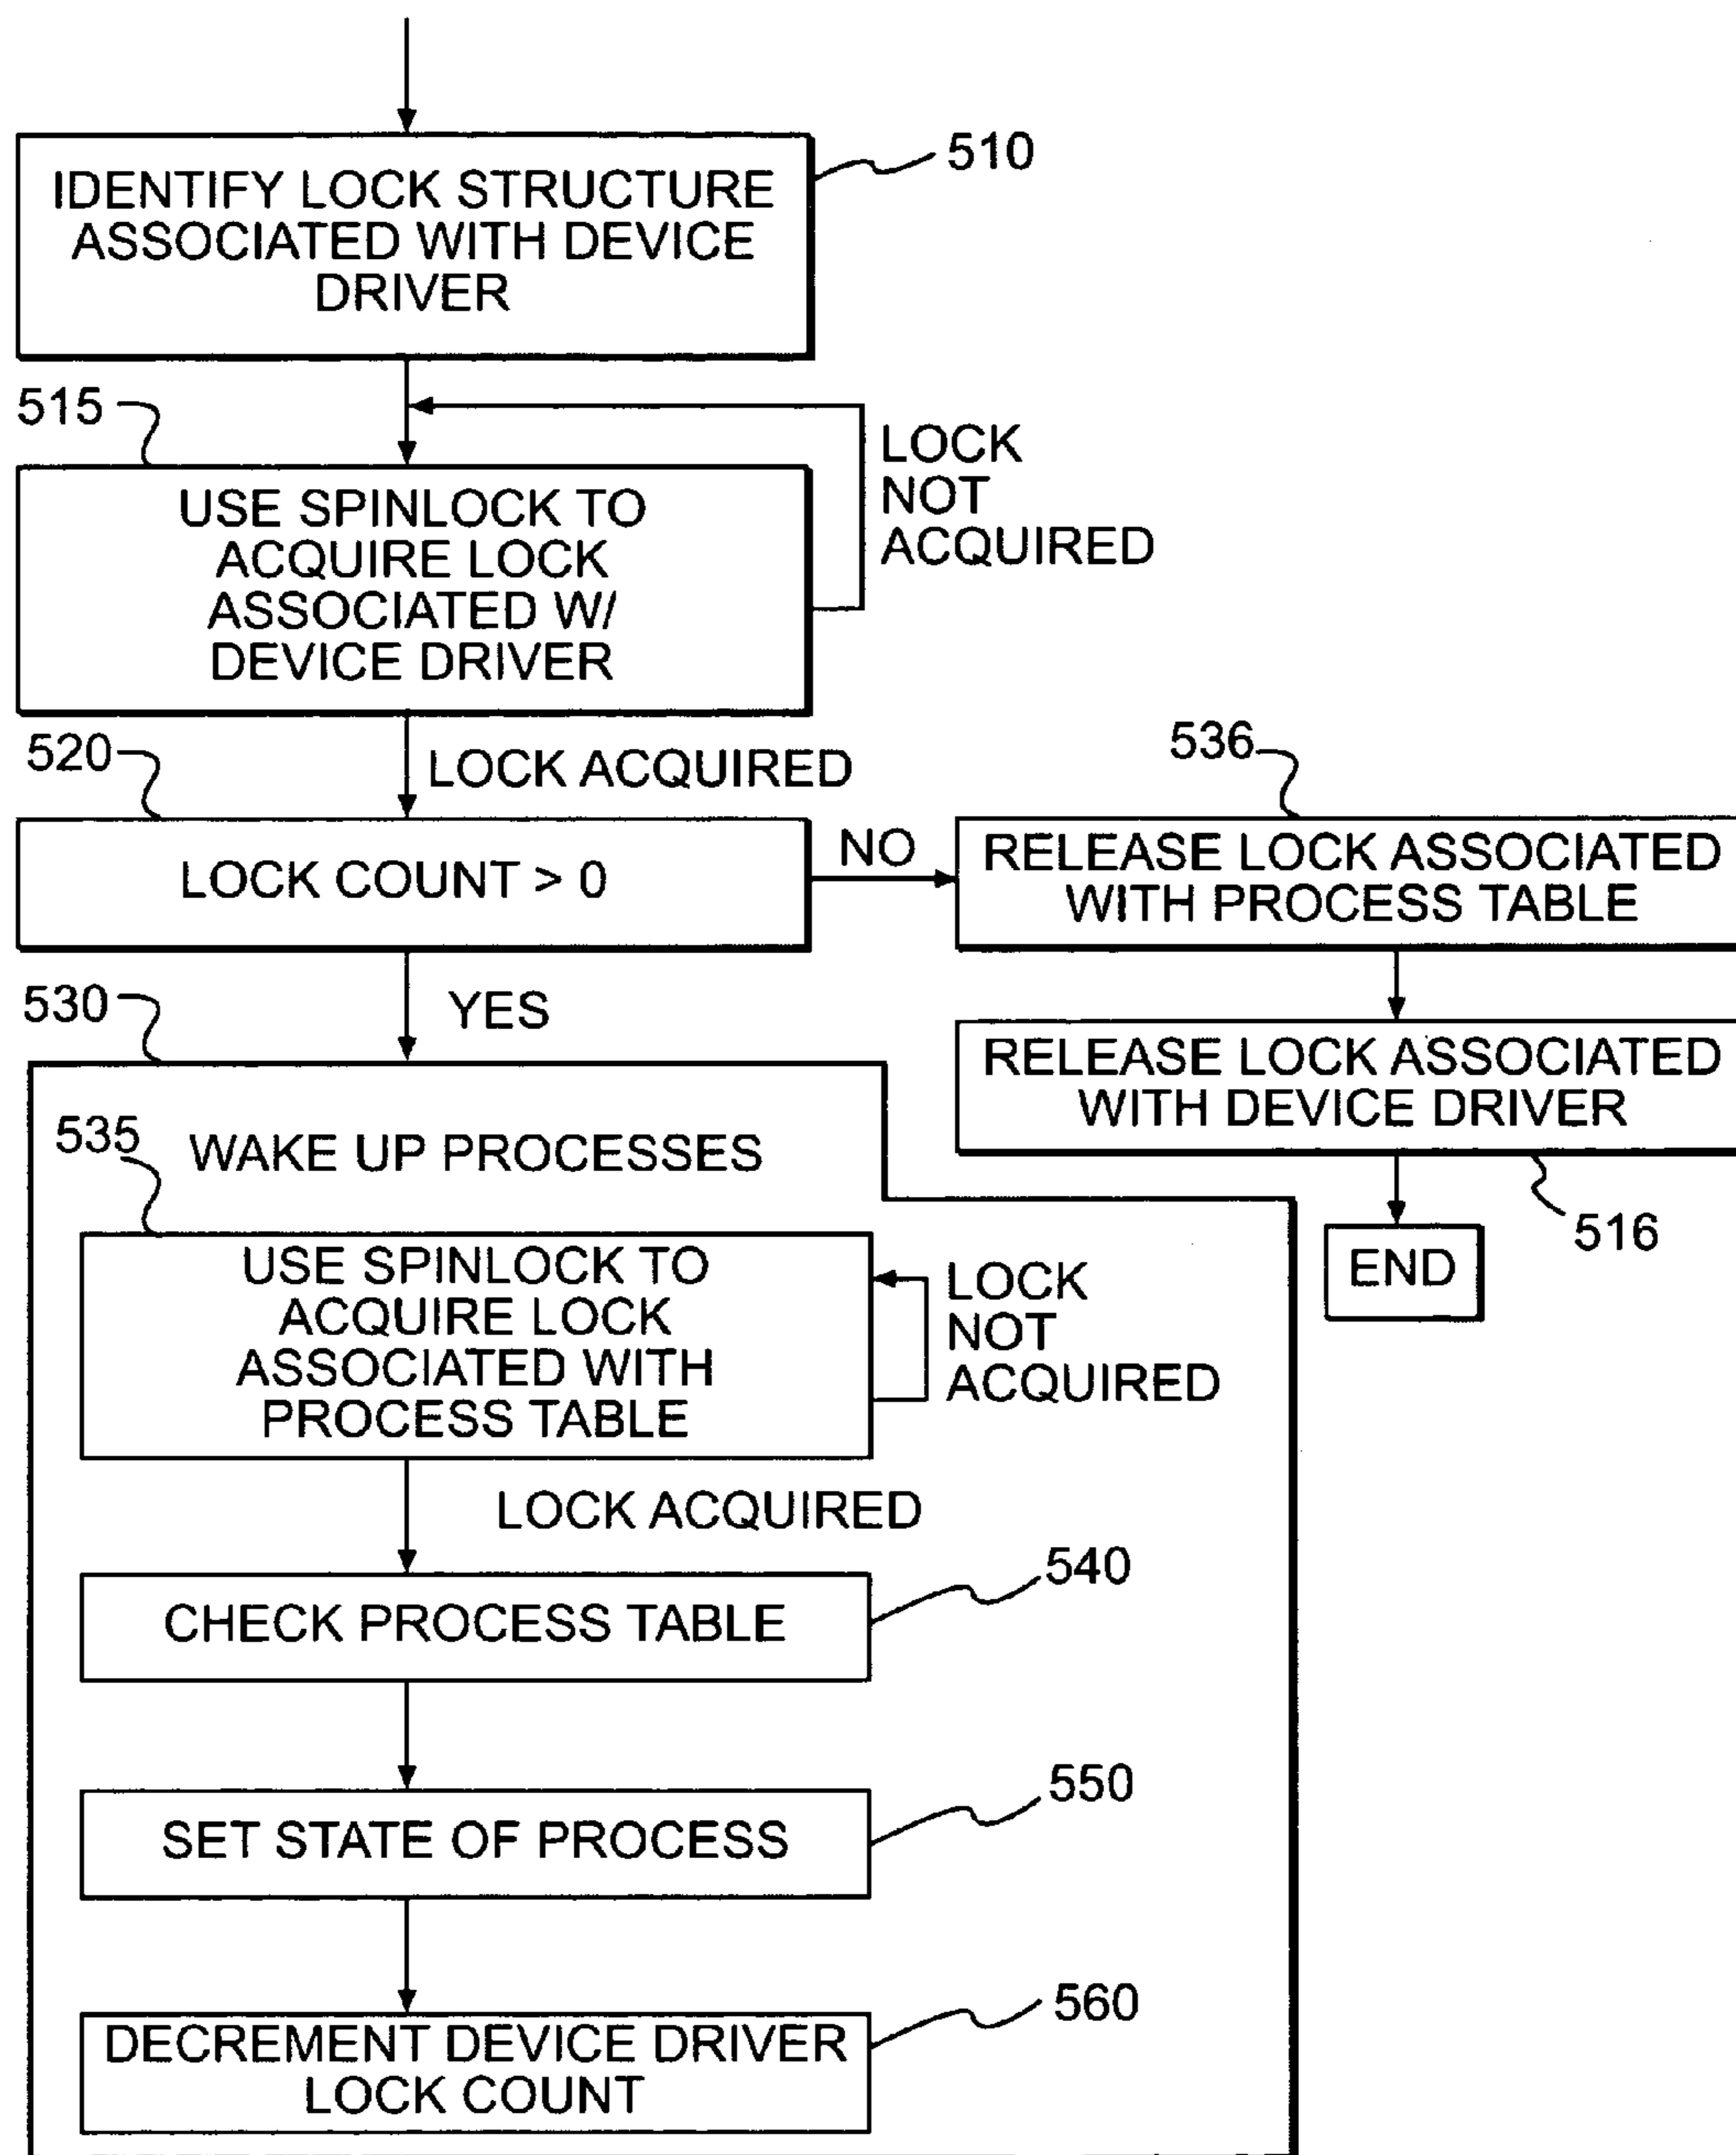 510
IDENTIFY LOCK STRUCTURE
ASSOCIATED WITH DEVICE
DRIVER
515
LOCK
NOT
ACQUIRED
USE SPINLOCK TO
ACQUIRE LOCK
ASSOCIATED W/
DEVICE DRIVER
520
LOCK ACQUIRED
536
LOCK COUNT > 0
NO
RELEASE LOCK ASSOCIATED
WITH PROCESS TABLE
530
YES
RELEASE LOCK ASSOCIATED
WITH DEVICE DRIVER
516
END
535
WAKE UP PROCESSES
USE SPINLOCK TO
ACQUIRE LOCK
ASSOCIATED WITH
PROCESS TABLE
LOCK
NOT
ACQUIRED
LOCK ACQUIRED
540
CHECK PROCESS TABLE
550
SET STATE OF PROCESS
560
DECREMENT DEVICE DRIVER
LOCK COUNT